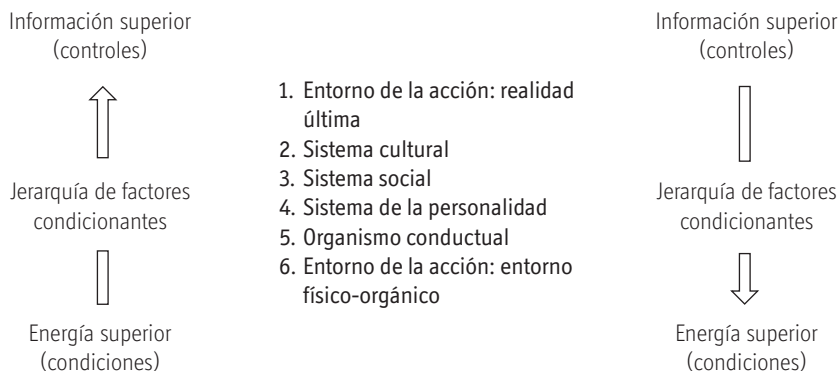 Información superior
(controles)
Jerarquía de factores
condicionantes
Energía superior
(condiciones)
1. Entorno de la acción: realidad
última
2. Sistema cultural
3. Sistema social
4. Sistema de la personalidad
5. Organismo conductual
6. Entorno de la acción: entorno
físico-orgánico
Información superior
(controles)
Jerarquía de factores
condicionantes
Energía superior
(condiciones)